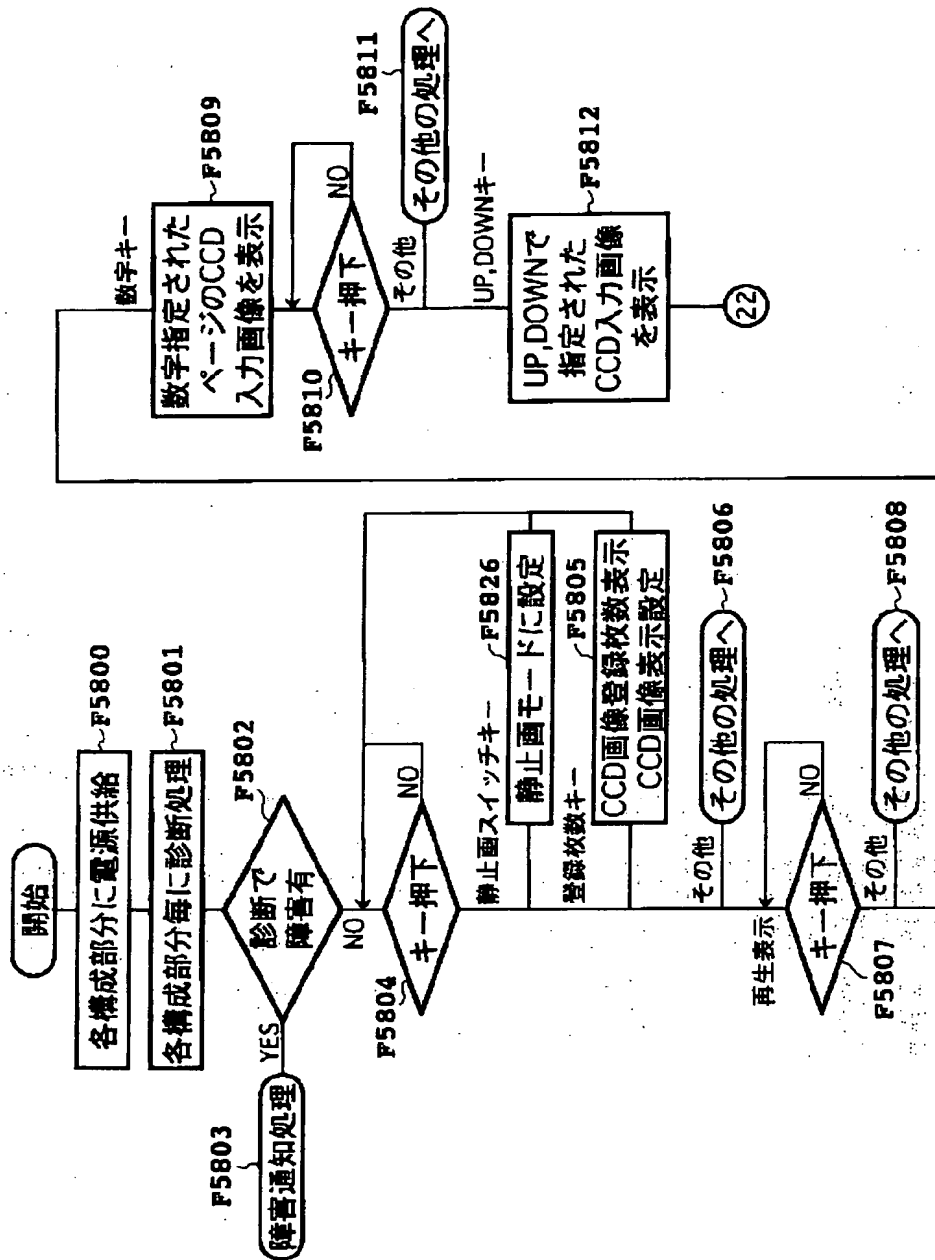 開始
各構成部分に電源供給
F5800
各構成部分毎に診断処理
F5801
診断で
障害有
F5802
YES
障害通知処理
F5803
NO
キー押下
F5804
NO
静止画スイッチキー
静止画モードに設定
F5826
登録枚数キー
CCD画像登録枚数表示
CCD画像表示設定
F5805
その他
その他の処理へ
F5806
再生表示
キー押下
F5807
NO
その他
その他の処理へ
F5808
数字キー
数字指定された
ページのCCD
入力画像を表示
F5809
キー押下
F5810
NO
その他
その他の処理へ
F5811
UP,DOWNキー
UP,DOWNで
指定された
CCD入力画像
を表示
F5812
22